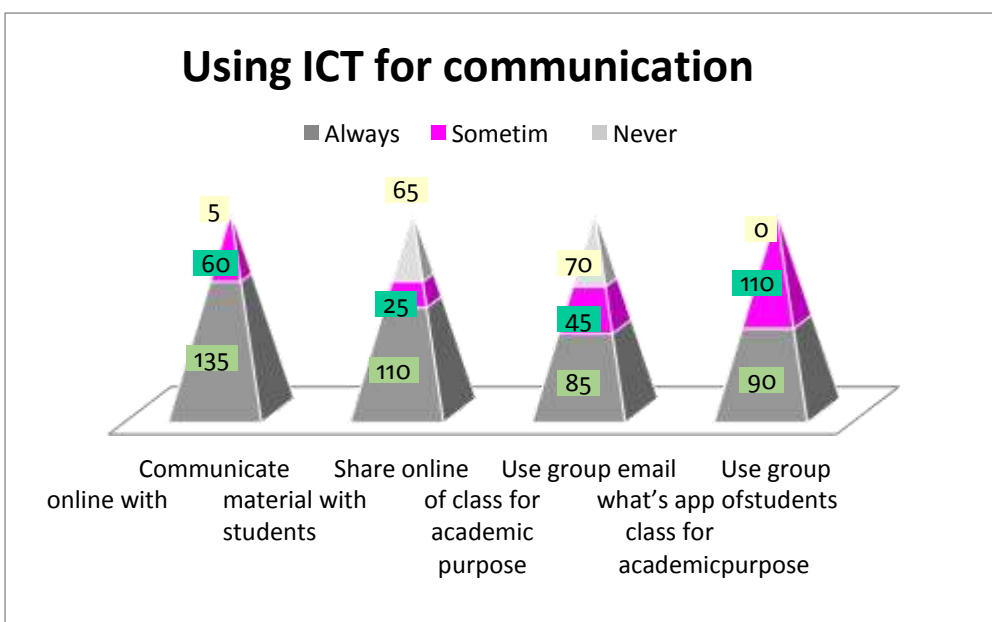 Using ICT for communication
Always Sometim Never
5 65 70 0
60 25 45 110
135 110 85 90
Communicate Share online Use group email Use group
online with material with of class for what's app ofstudents
students academic class for
purpose academicpurpose